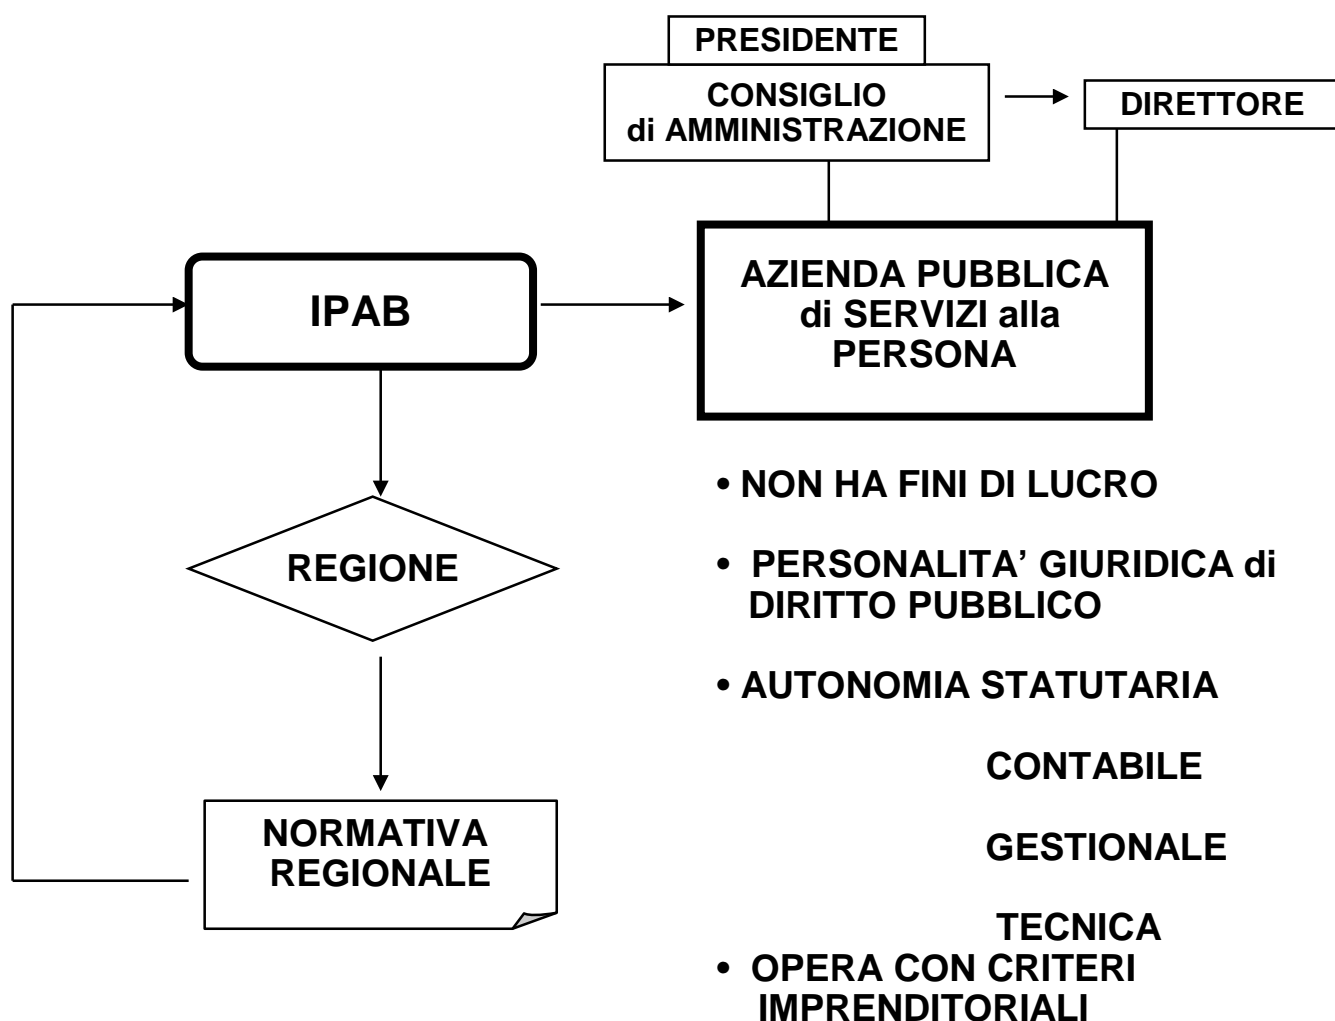 PRESIDENTE
CONSIGLIO
di AMMINISTRAZIONE
DIRETTORE
IPAB
AZIENDA PUBBLICA
di SERVIZI alla
PERSONA
REGIONE
NORMATIVA
REGIONALE
• NON HA FINI DI LUCRO
• PERSONALITA’ GIURIDICA di
DIRITTO PUBBLICO
• AUTONOMIA STATUTARIA
CONTABILE
GESTIONALE
TECNICA
• OPERA CON CRITERI
IMPRENDITORIALI